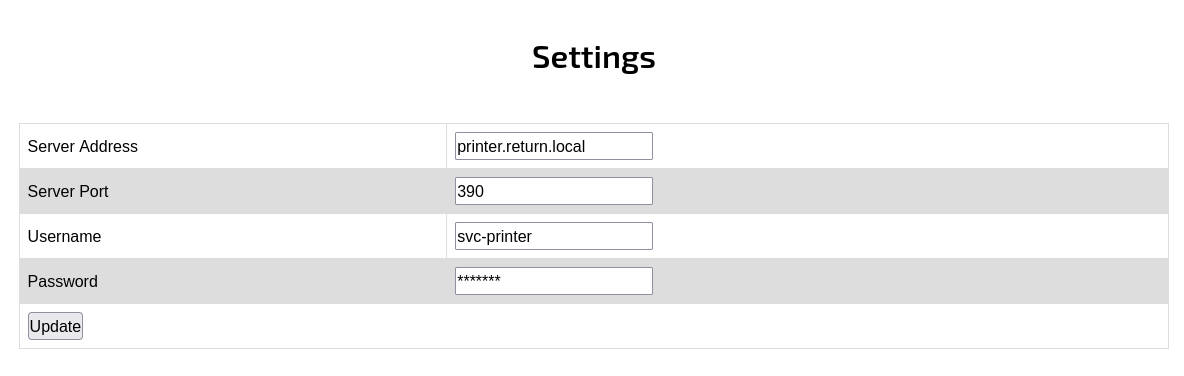 Settings
Server Address printer.return.local
Server Port 390
Username svc-printer
Password *******
Update